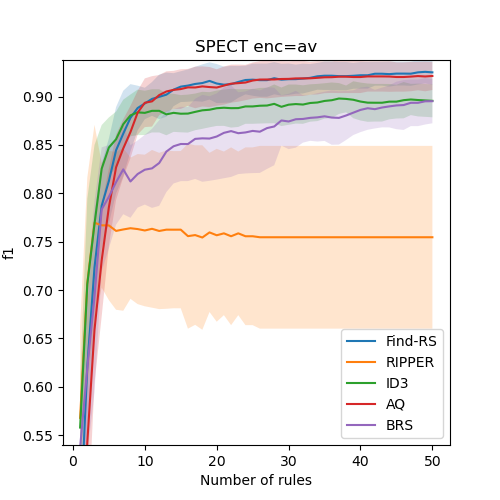 SPECT enc=av
0.90
0.85
0.80
0.75
0.70
0.65
0.60
0.55
f1
Find-RS
RIPPER
ID3
AQ
BRS
0 10 20 30 40 50
Number of rules